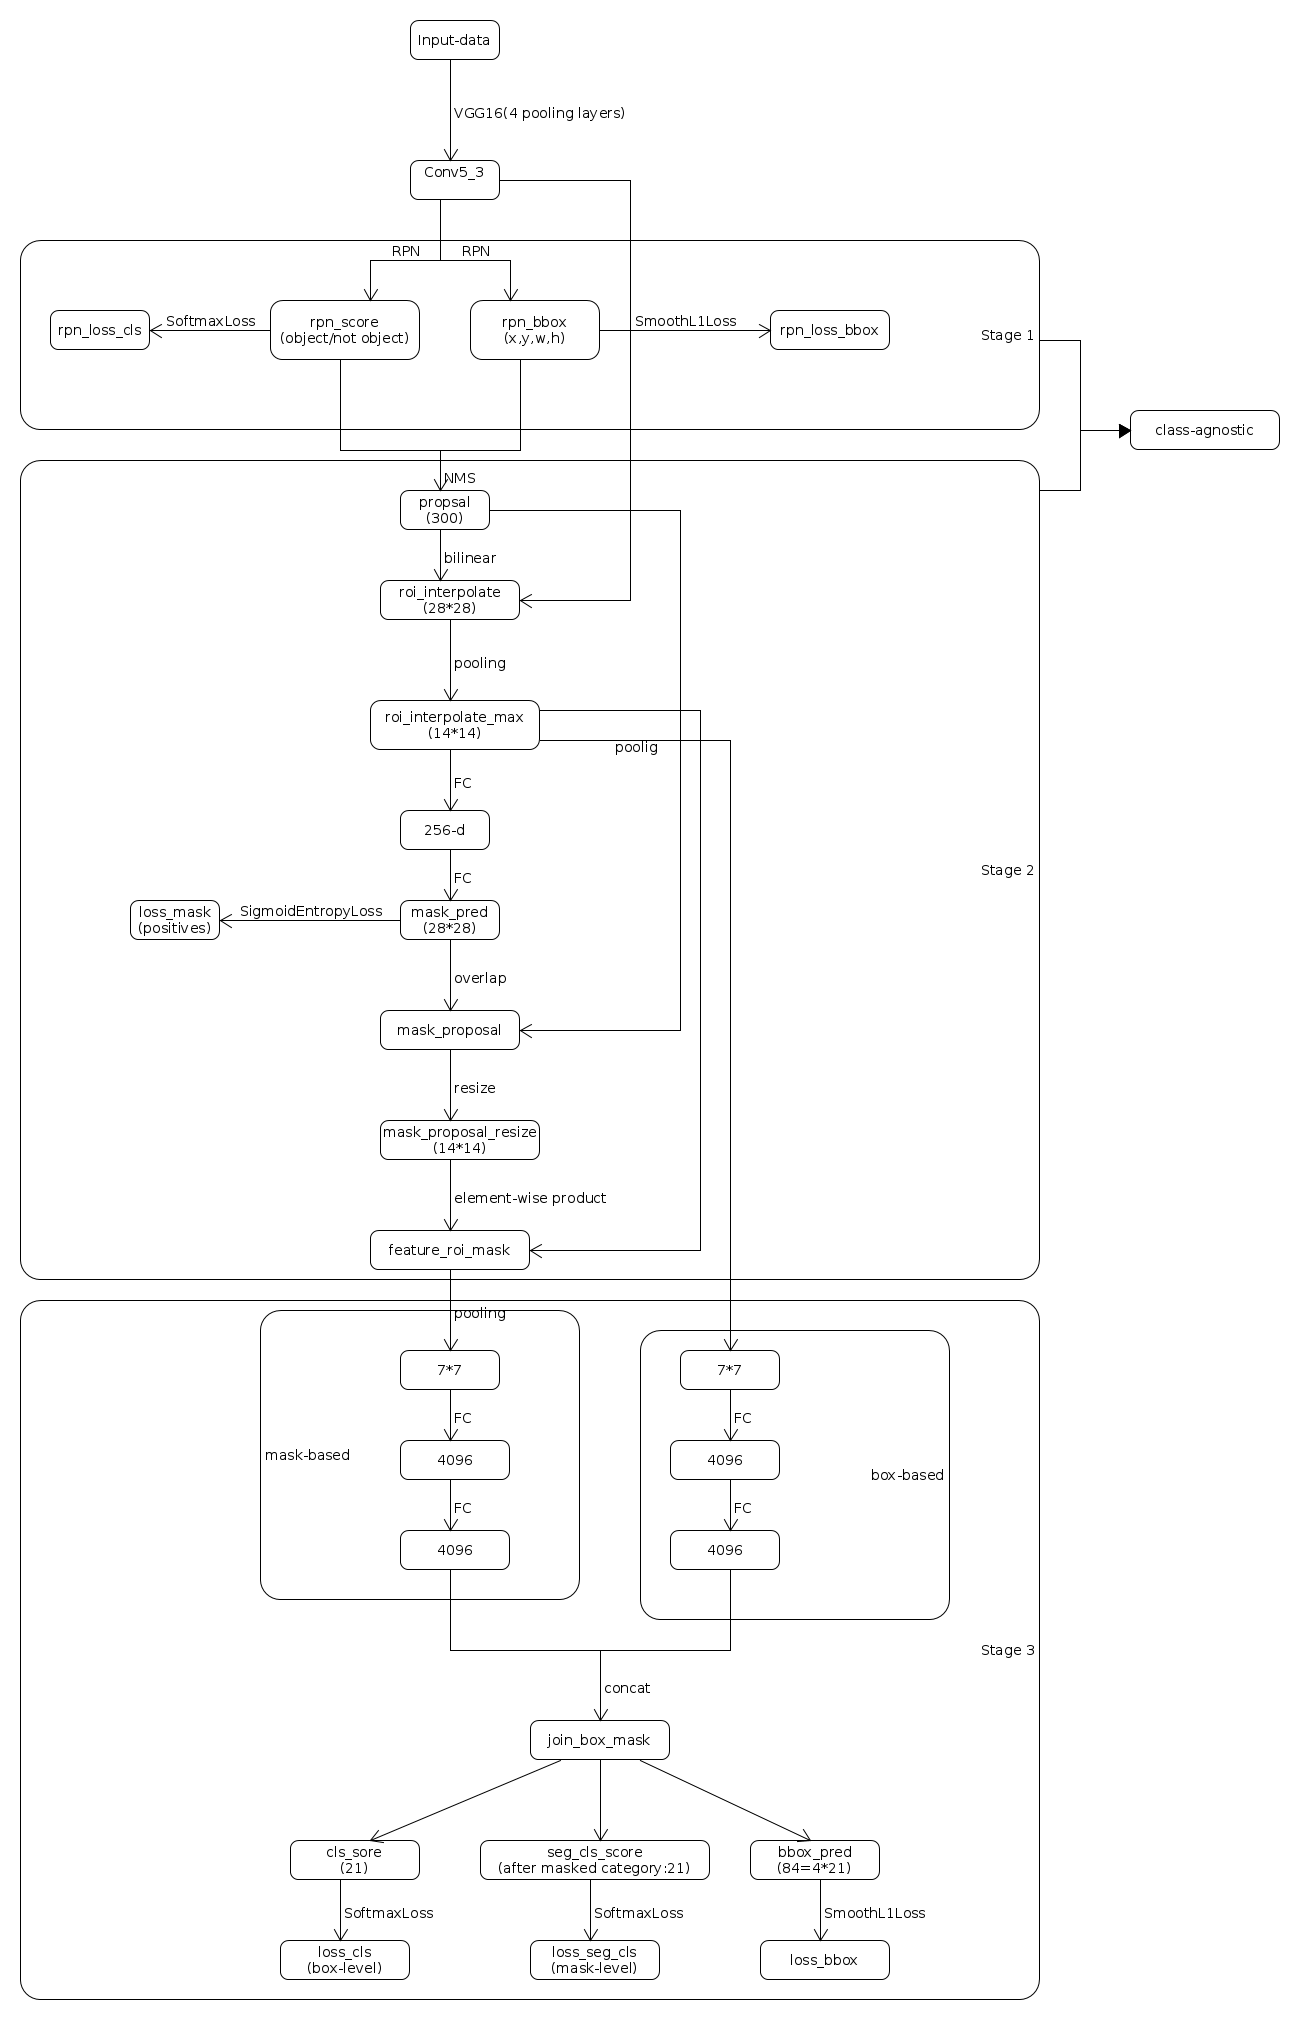 Input-data
VGG16(4 pooling layers)
Conv5_3
RPN
RPN
rpn_loss_cls
SoftmaxLoss
rpn_score
(object/not object)
rpn_bbox
(x,y,w,h)
SmoothL1Loss
rpn_loss_bbox
Stage 1
class-agnostic
NMS
propsal
(300)
bilinear
roi_interpolate
(28*28)
pooling
roi_interpolate_max
(14*14)
poolig
FC
256-d
Stage 2
FC
loss_mask
(positives)
SigmoidEntropyLoss
mask_pred
(28*28)
overlap
mask_proposal
resize
mask_proposal_resize
(14*14)
element-wise product
feature_roi_mask
pooling
7*7
7*7
FC
FC
mask-based
4096
4096
box-based
FC
FC
4096
4096
Stage 3
concat
join_box_mask
cls_sore
(21)
seg_cls_score
(after masked category:21)
bbox_pred
(84=4*21)
SoftmaxLoss
SoftmaxLoss
SmoothL1Loss
loss_cls
(box-level)
loss_seg_cls
(mask-level)
loss_bbox